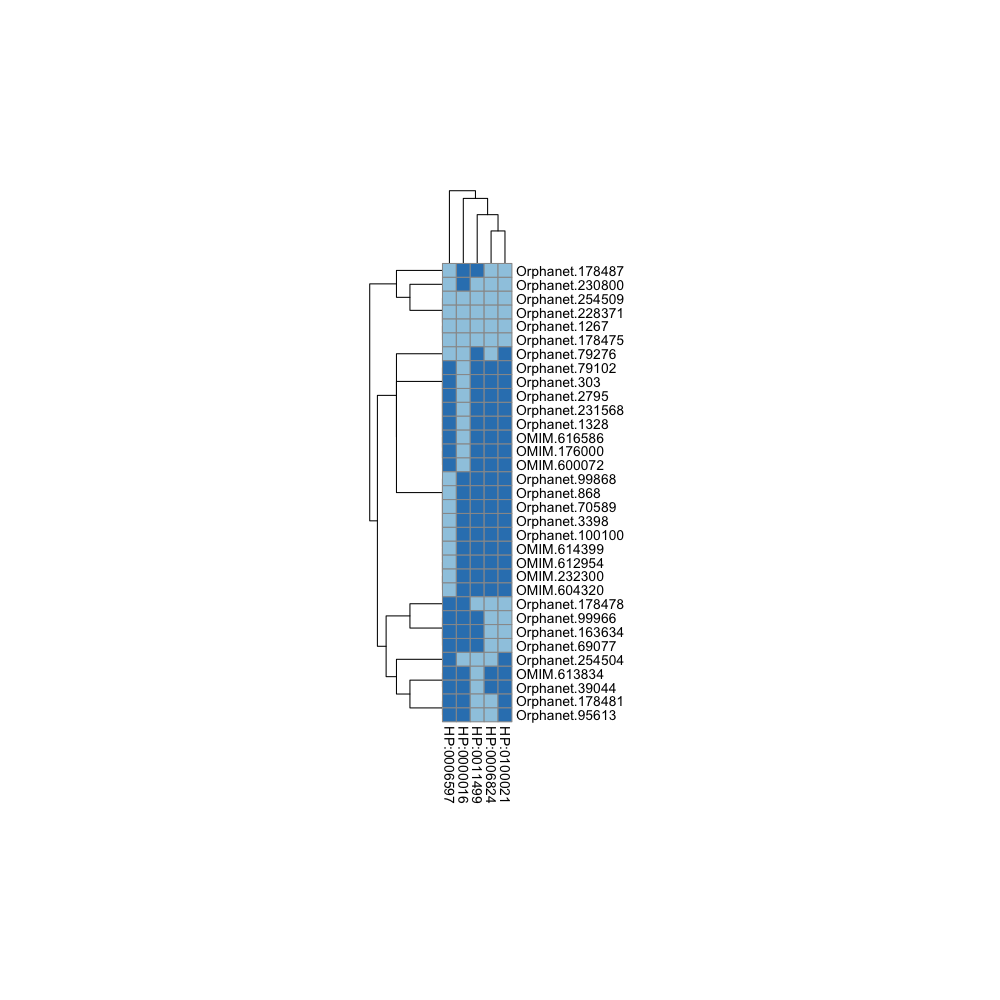 Orphanet.178487
Orphanet.230800
Orphanet.254509
Orphanet.228371
Orphanet.1267
Orphanet.178475
Orphanet.79276
Orphanet.79102
Orphanet.303
Orphanet.2795
Orphanet.231568
Orphanet.1328
OMIM.616586
OMIM.176000
OMIM.600072
Orphanet.99868
Orphanet.868
Orphanet.70589
Orphanet.3398
Orphanet.100100
OMIM.614399
OMIM.612954
OMIM.232300
OMIM.604320
Orphanet.178478
Orphanet.99966
Orphanet.163634
Orphanet.69077
Orphanet.254504
OMIM.613834
Orphanet.39044
Orphanet.178481
Orphanet.95613
HP:0006597
HP:0000016
HP:0011499
HP:0006824
HP:0100021